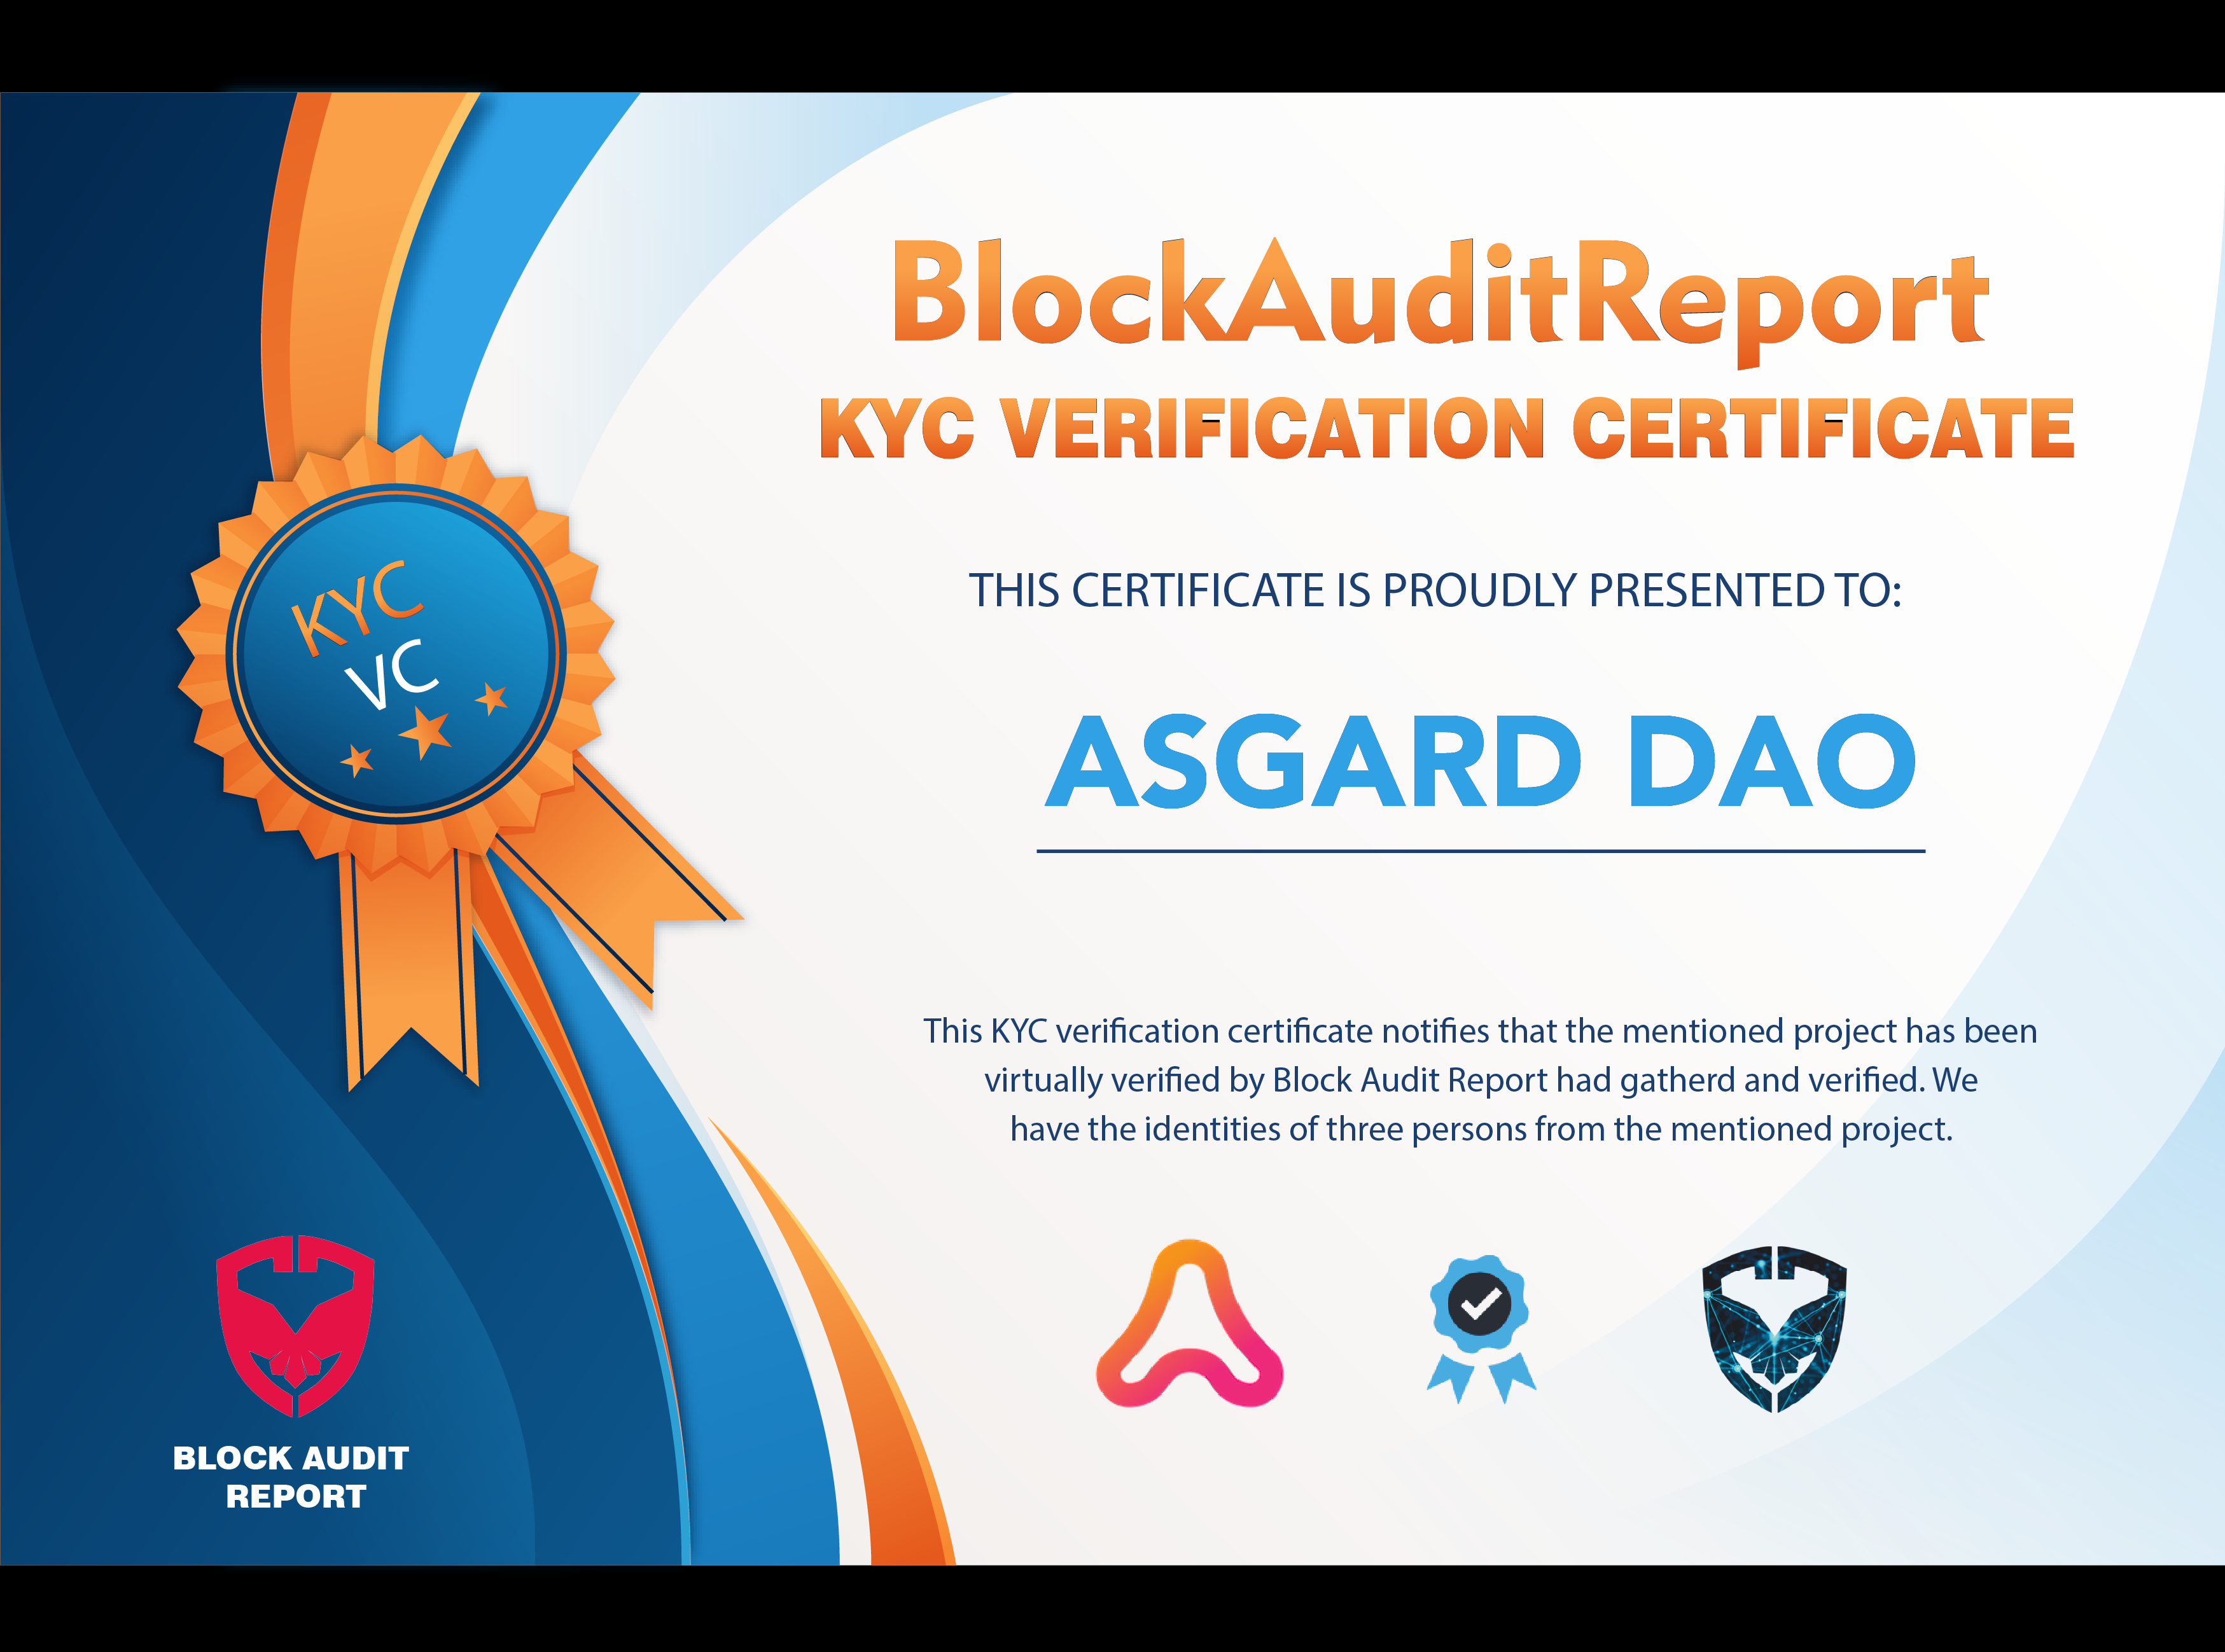 BlockAuditReport
KYC VERIFICATION CERTIFICATE
THIS CERTIFICATE IS PROUDLY PRESENTED TO:
KYC
VC
ASGARD DAO
This KYC verification certificate notifies that the mentioned project has been
virtually verified by Block Audit Report had gatherd and verified. We
have the identities of three persons from the mentioned project.
BLOCK AUDIT
REPORT